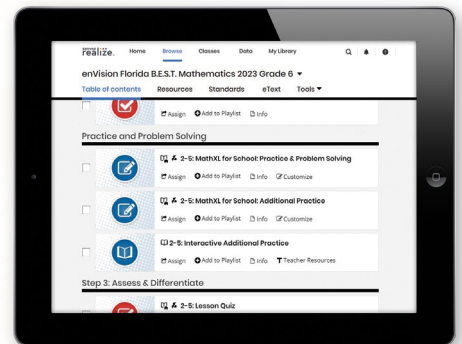 realize. Home Browse Classes Data My Library
enVision Florida B.E.S.T. Mathematics 2023 Grade 6
Table of contents Resources Standards eText Tools
Assign Add to Playlist Info
Practice and Problem Solving
2-5: MathXL for School: Practice & Problem Solving
Assign Add to Playlist Info Customize
2-5: MathXL for School: Additional Practice
Assign Add to Playlist Info Customize
2-5: Interactive Additional Practice
Assign Add to Playlist Info Teacher Resources
Step 3: Assess & Differentiate
2-5: Lesson Quiz